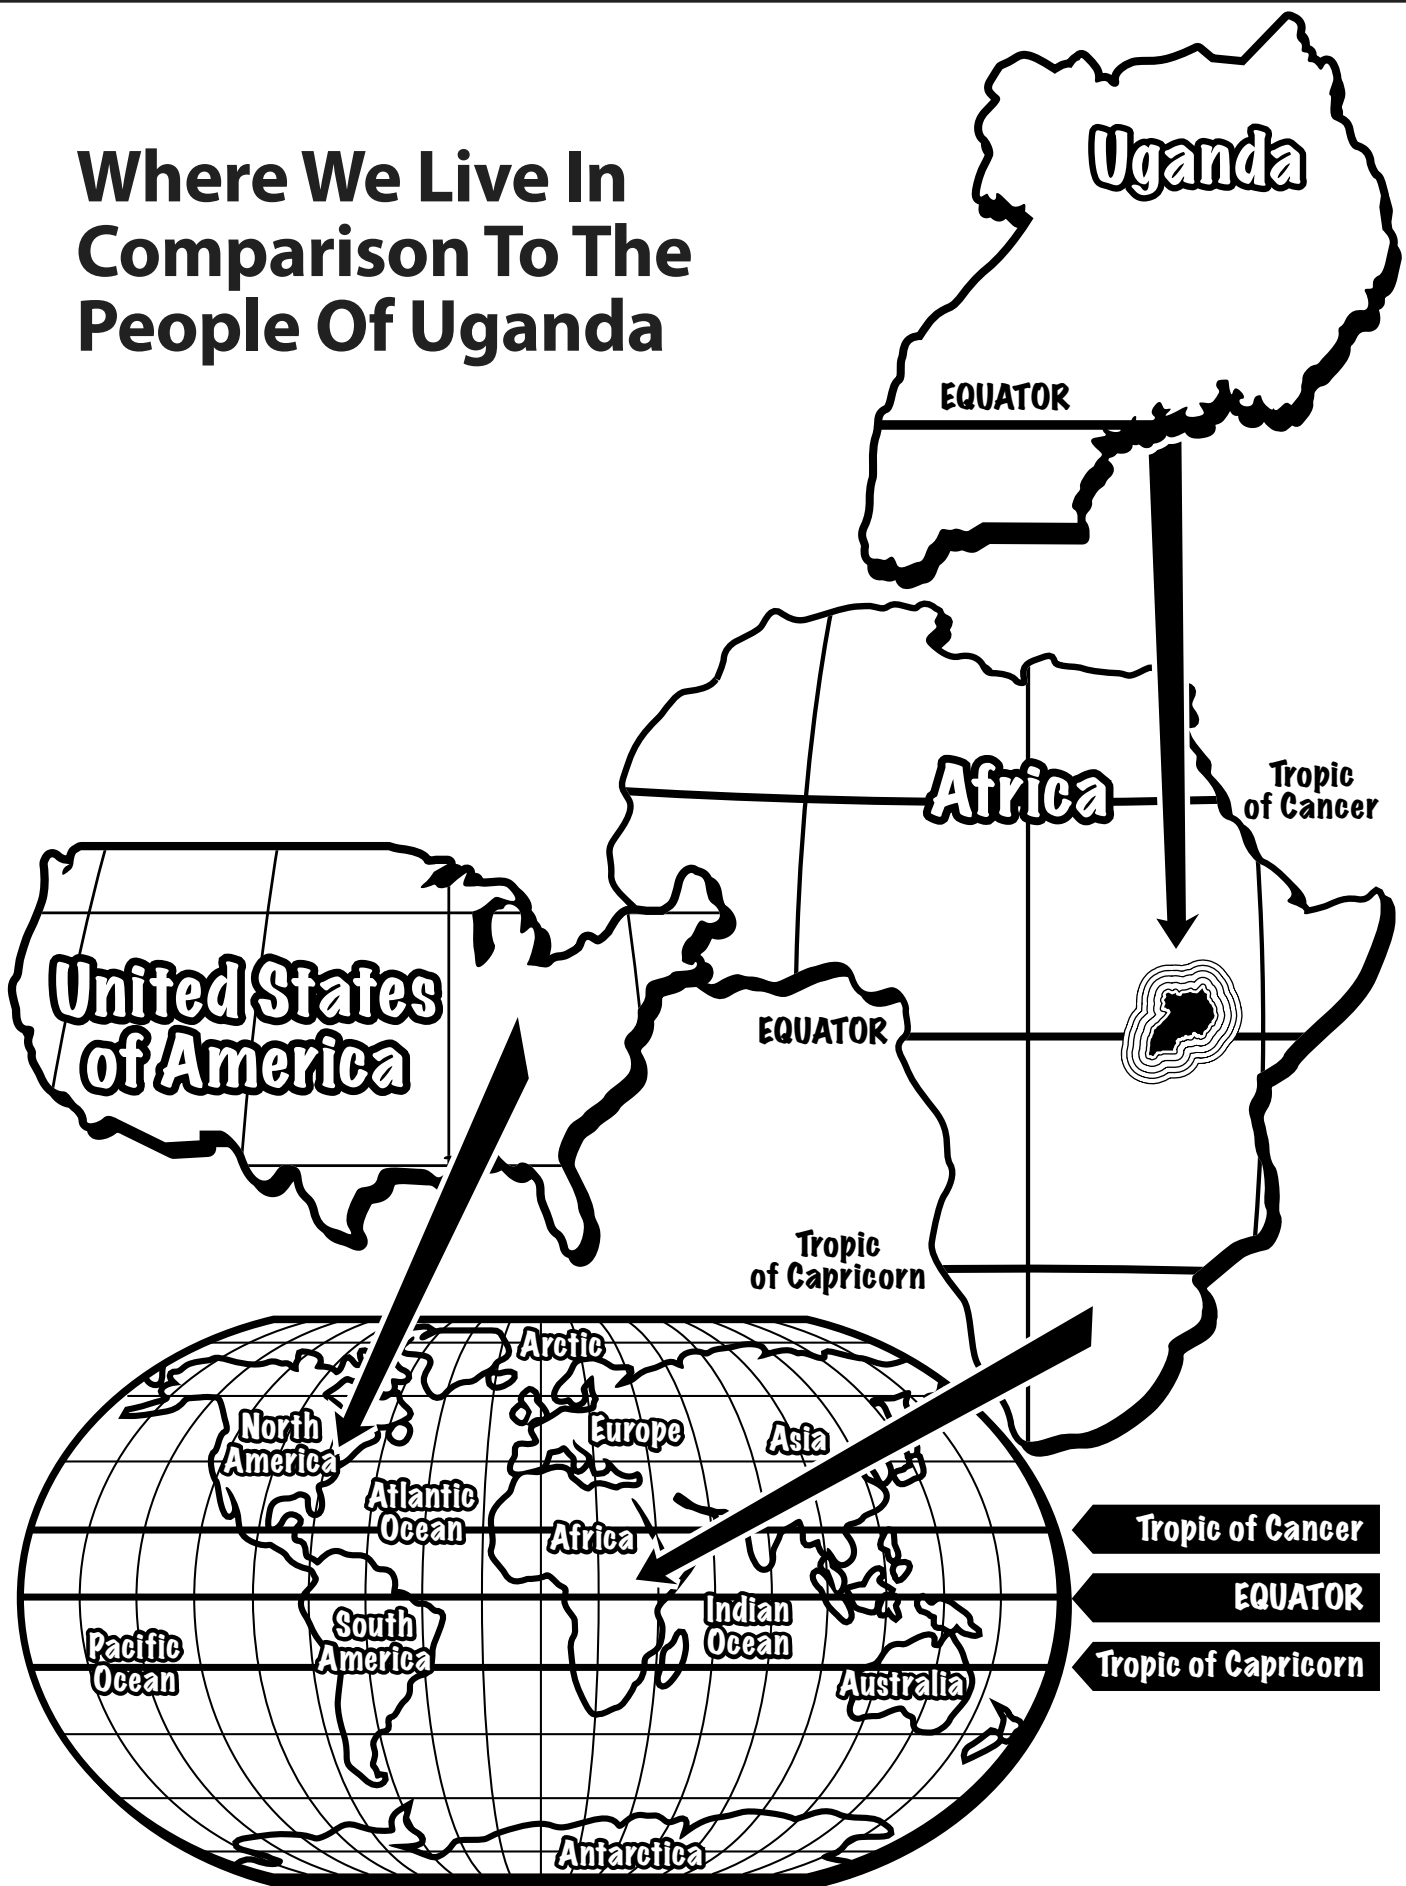 Where We Live In
Comparison To The
People Of Uganda
Uganda
EQUATOR
Africa
Tropic
of Cancer
United States
of America
EQUATOR
Tropic
of Capricorn
Arctic
North
America
Europe
Asia
Atlantic
Ocean
Africa
Tropic of Cancer
EQUATOR
Indian
Ocean
South
America
Pacific
Ocean
Australia
Tropic of Capricorn
Antarctica